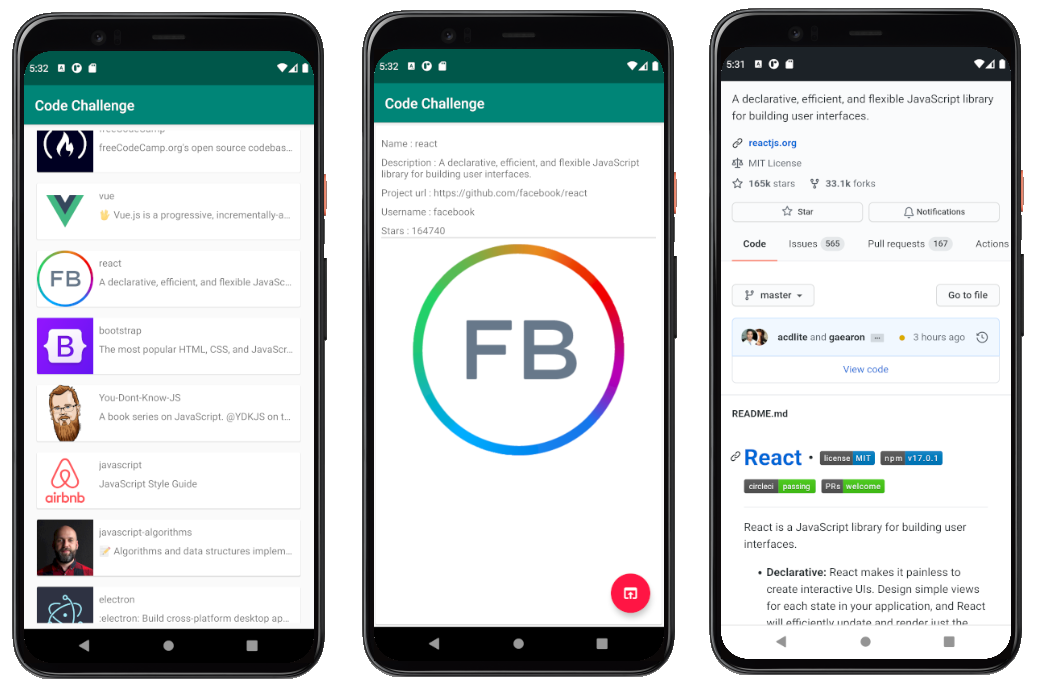 5:32
Code Challenge
freeCodeCamp
freeCodeCamp.org's open source codebas...
vue
🖖 Vue.js is a progressive, incrementally-a...
FB
react
A declarative, efficient, and flexible JavaSc...
B
bootstrap
The most popular HTML, CSS, and JavaScr...
You-Dont-Know-JS
A book series on JavaScript. @YDKJS on t...
airbnb
javascript
JavaScript Style Guide
javascript-algorithms
📝 Algorithms and data structures implem...
electron
:electron: Build cross-platform desktop ap...
5:32
Code Challenge
Name : react
Description : A declarative, efficient, and flexible JavaScript
library for building user interfaces.
Project url : https://github.com/facebook/react
Username : facebook
Stars : 164740
FB
5:31
A declarative, efficient, and flexible JavaScript library
for building user interfaces.
reactjs.org
MIT License
165k stars 33.1k forks
Star Notifications
Code Issues 565 Pull requests 167 Actions
master Go to file
acdlite and gaearon ... 3 hours ago
View code
README.md
React · license MIT npm v17.0.1
circleci passing PRs welcome
React is a JavaScript library for building user
interfaces.
• Declarative: React makes it painless to
create interactive UIs. Design simple views
for each state in your application, and React
will efficiently update and render just the